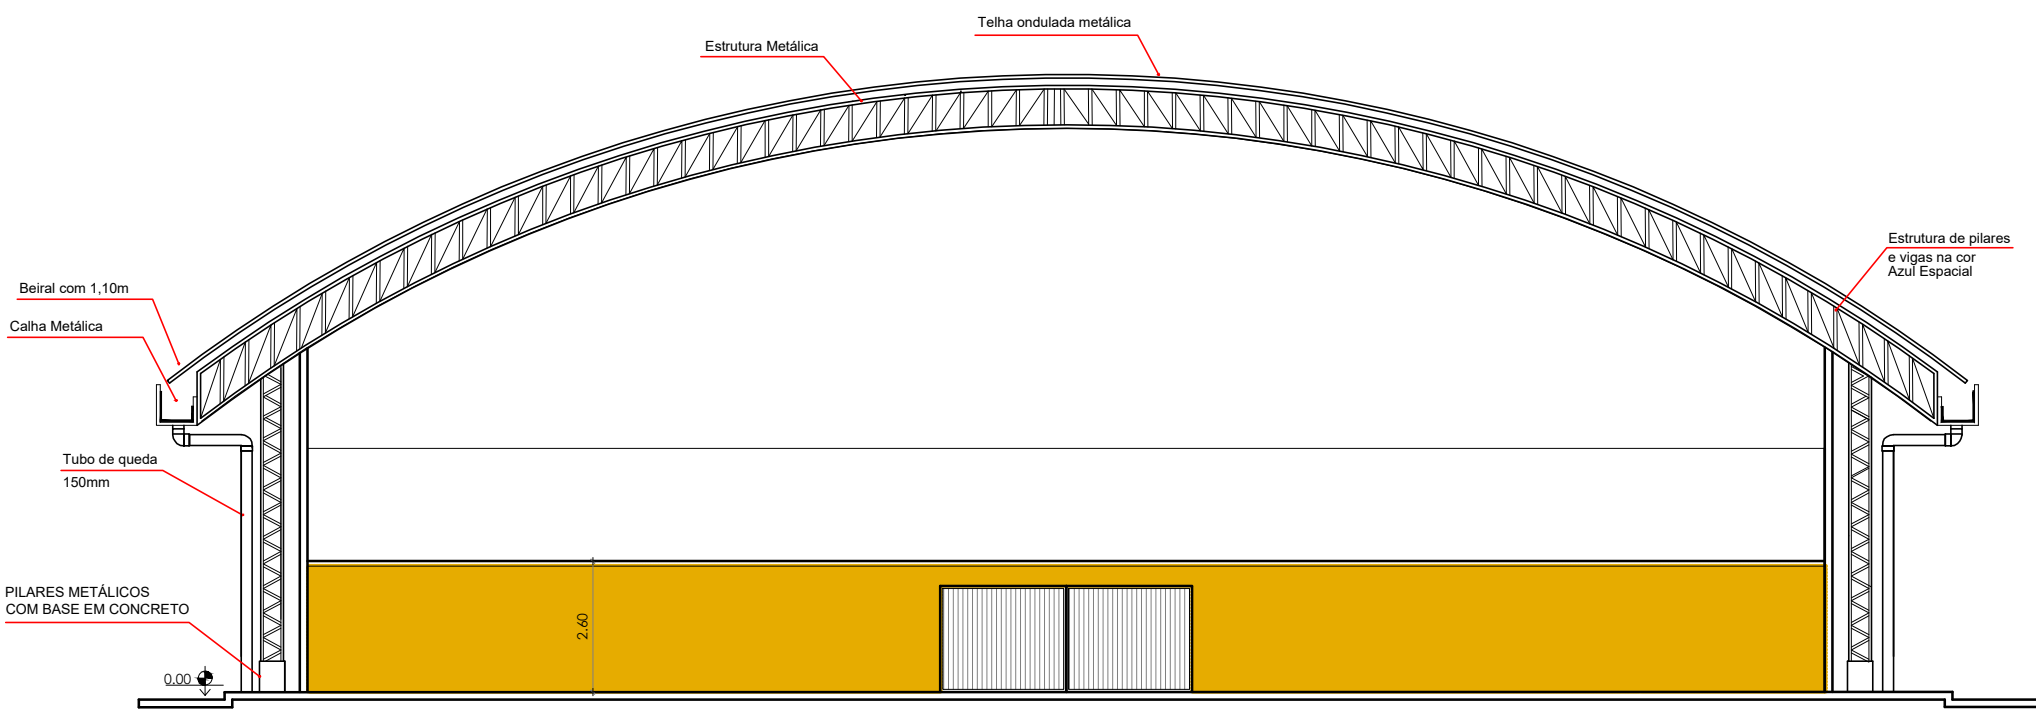 Telha ondulada metálica
Estrutura Metálica
Estrutura de pilares
e vigas na cor
Azul Espacial
Beiral com 1,10m
Calha Metálica
Tubo de queda
150mm
PILARES METÁLICOS
COM BASE EM CONCRETO
2.60
0.00